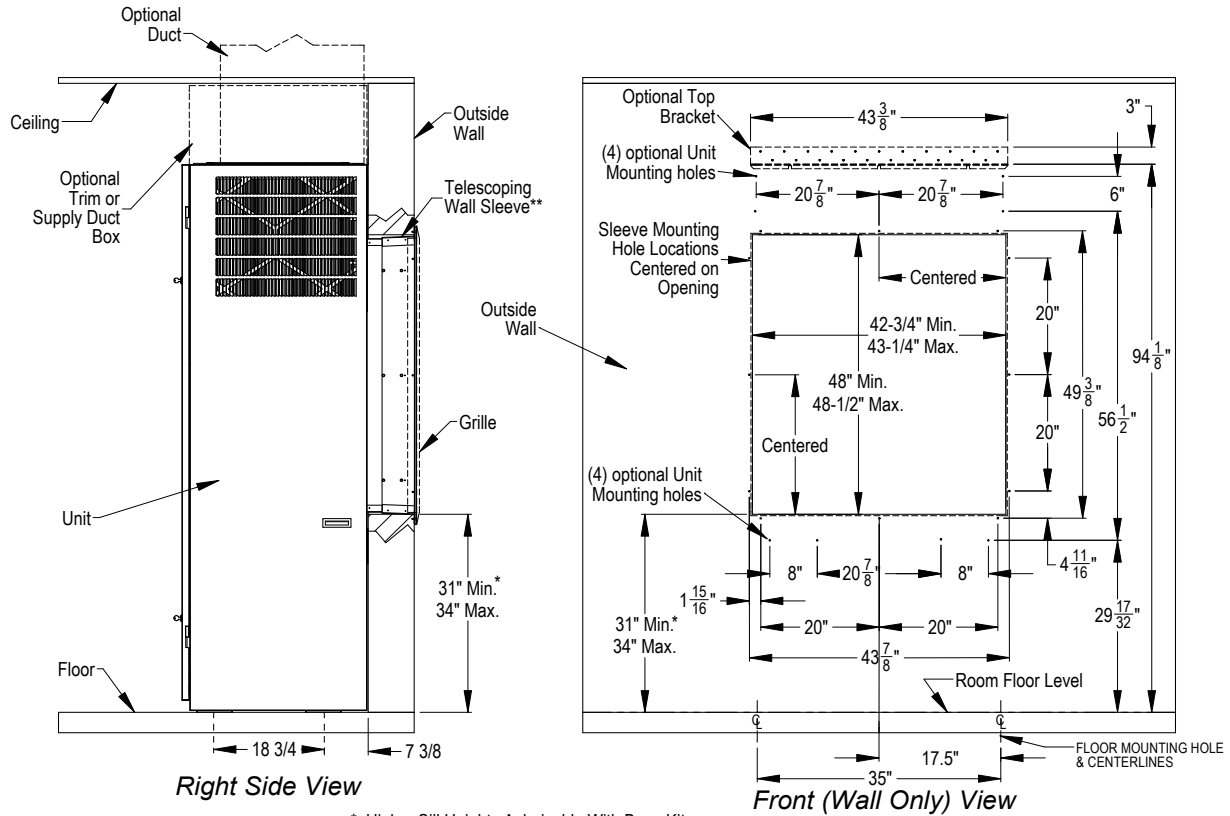 Optional
Duct
Ceiling
Outside
Wall
Optional
Trim or
Supply Duct
Box
Telescoping
Wall Sleeve**
Grille
Unit
31" Min.*
34" Max.
Floor
18 3/4
7 3/8
Right Side View
Optional Top
Bracket
43 3/8"
3"
(4) optional Unit
Mounting holes
20 7/8"
20 7/8"
6"
Sleeve Mounting
Hole Locations
Centered on
Opening
Centered
Outside
Wall
20"
42-3/4" Min.
43-1/4" Max.
94 1/8"
48" Min.
48-1/2" Max.
49 3/8"
56 1/2"
20"
Centered
(4) optional Unit
Mounting holes
8"
20 7/8"
8"
4 11/16"
1 15/16"
31" Min.*
34" Max.
20"
20"
29 17/32"
43 7/8"
Room Floor Level
℄
℄
17.5"
FLOOR MOUNTING HOLE
& CENTERLINES
35"
Front (Wall Only) View